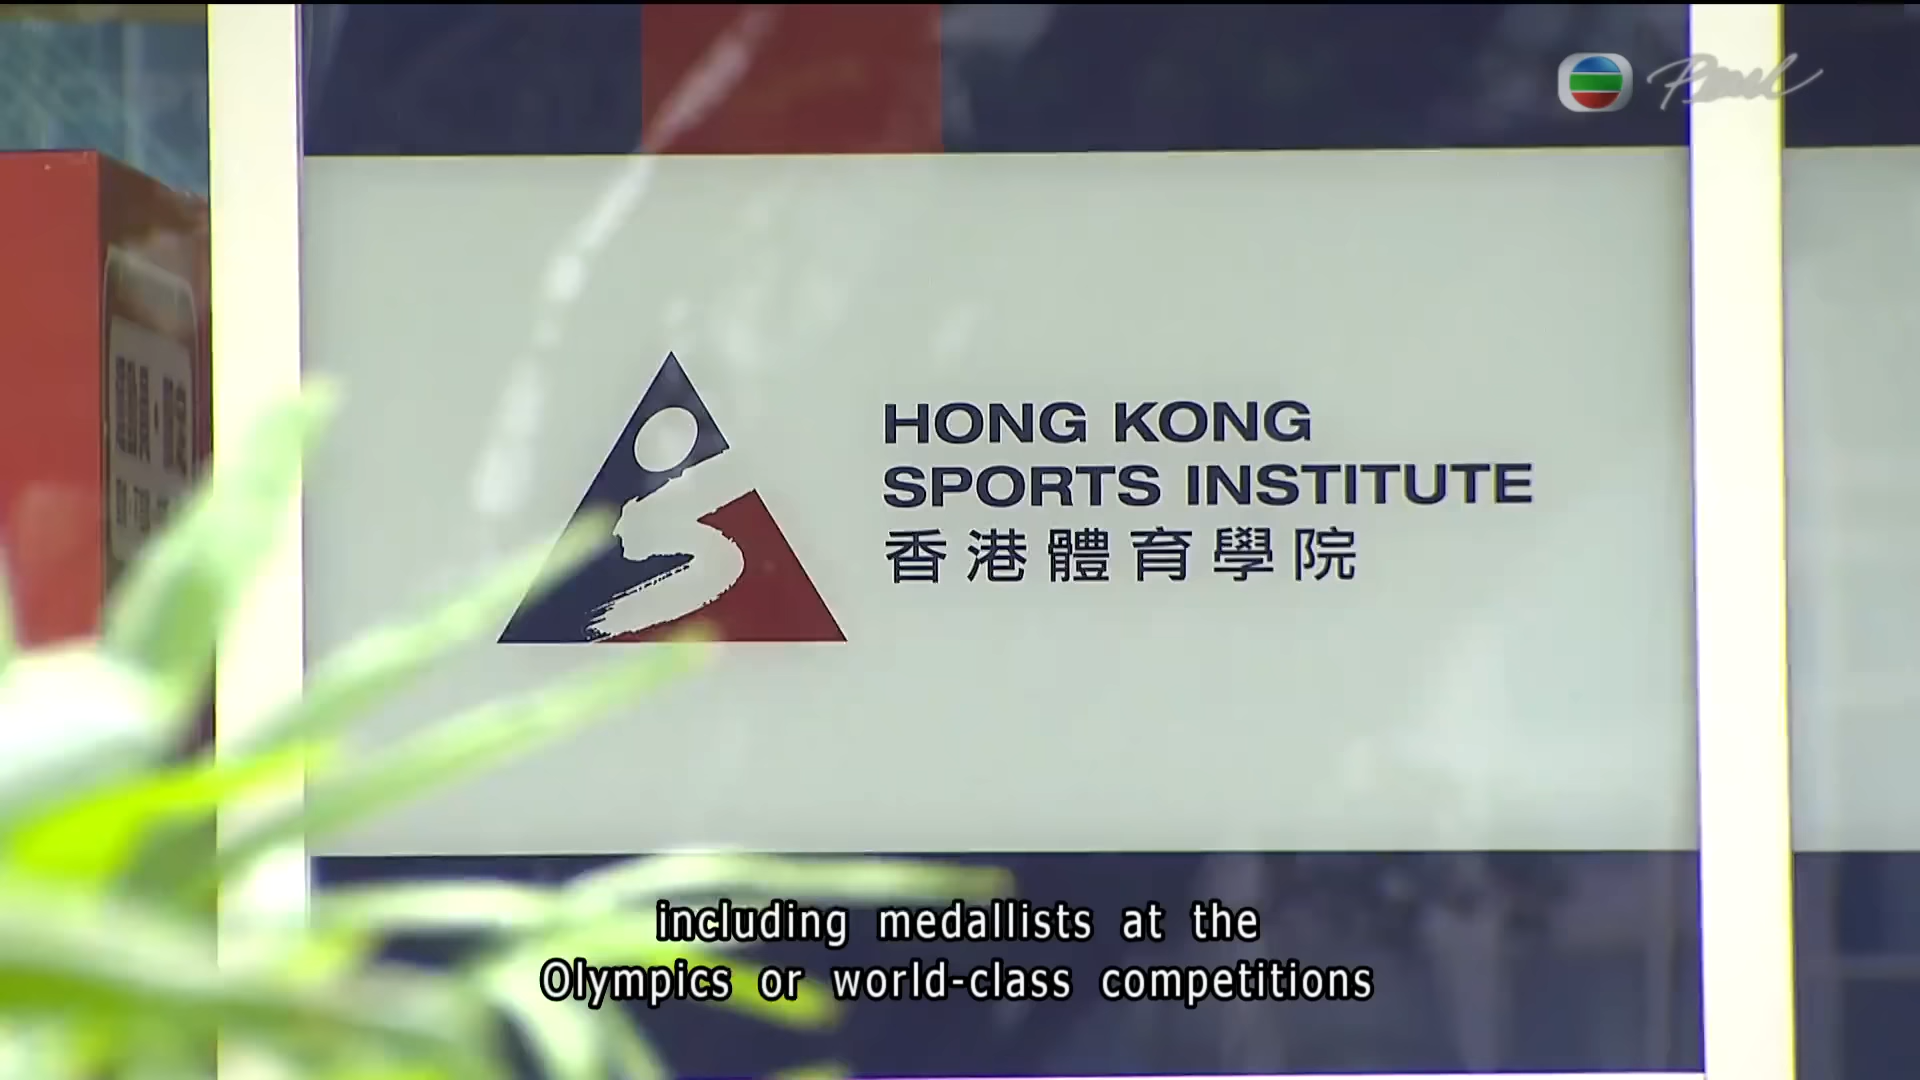 Pearl
HONG KONG
SPORTS INSTITUTE
香港體育學院
including medallists at the
Olympics or world-class competitions